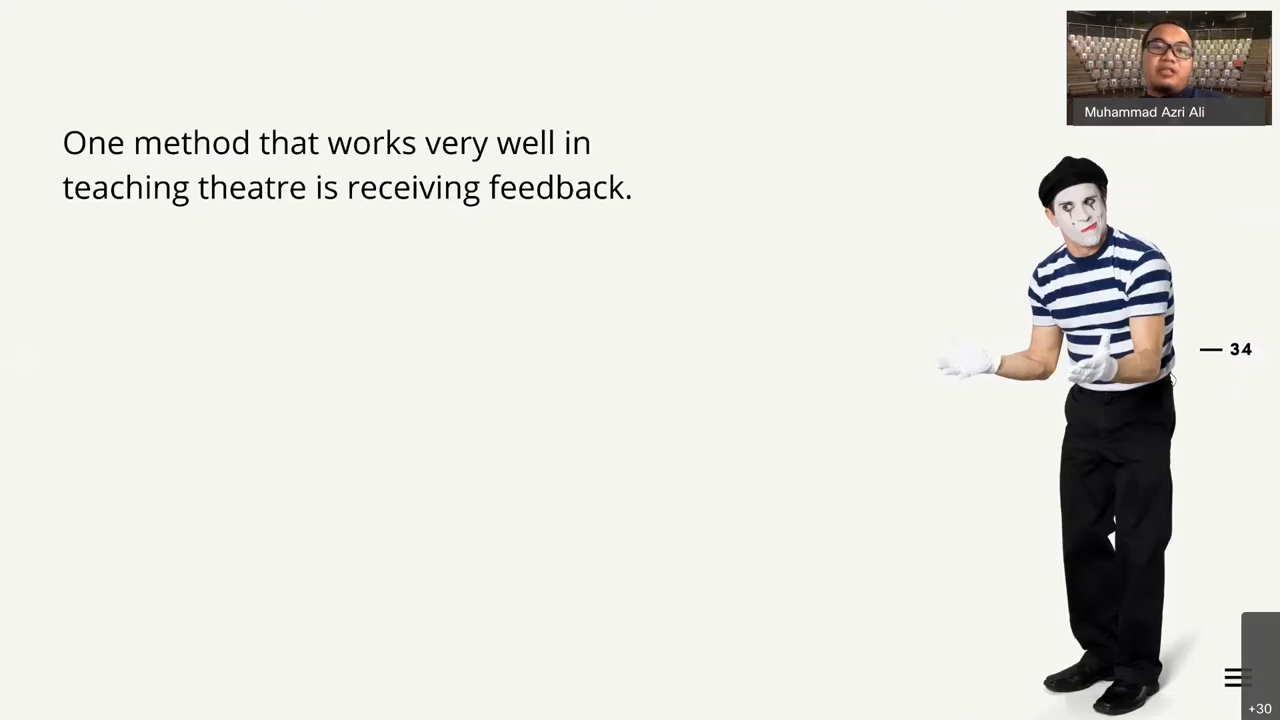 Muhammad Azri Ali
One method that works very well in
teaching theatre is receiving feedback.
— 34
+30